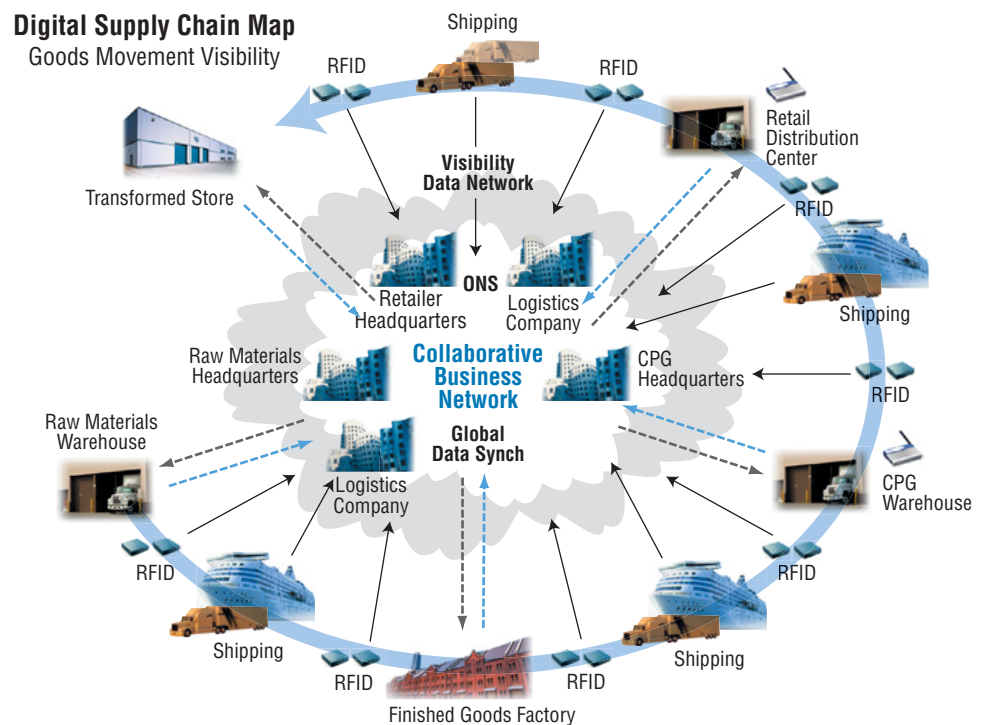 Digital Supply Chain Map
Goods Movement Visibility
Shipping
RFID
RFID
Retail
Distribution
Center
Transformed Store
Visibility
Data Network
RFID
ONS
Retailer
Headquarters
Logistics
Company
Shipping
Raw Materials
Headquarters
Collaborative
Business
Network
CPG
Headquarters
RFID
Raw Materials
Warehouse
Global
Data Synch
Logistics
Company
CPG
Warehouse
RFID
RFID
Shipping
Shipping
RFID
RFID
Finished Goods Factory